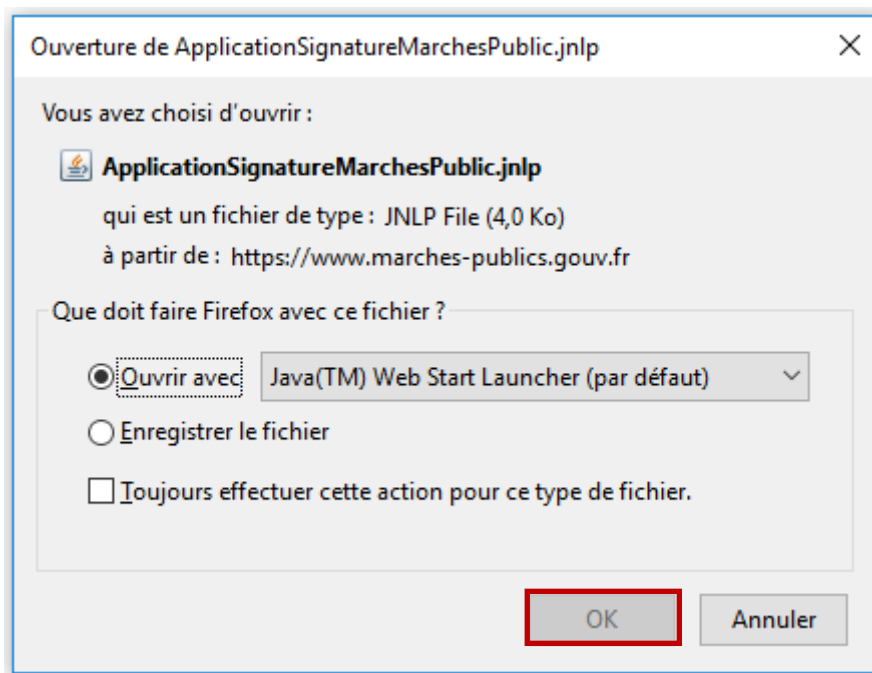 Ouverture de ApplicationSignatureMarchesPublic.jnlp
Vous avez choisi d'ouvrir :
ApplicationSignatureMarchesPublic.jnlp
qui est un fichier de type : JNLP File (4,0 Ko)
à partir de : https://www.marches-publics.gouv.fr
Que doit faire Firefox avec ce fichier ?
Ouvrir avec Java(TM) Web Start Launcher (par défaut)
Enregistrer le fichier
Toujours effectuer cette action pour ce type de fichier.
OK Annuler